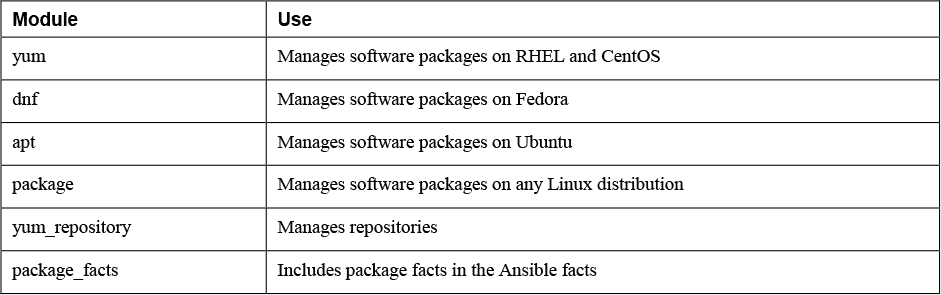 Module Use
yum Manages software packages on RHEL and CentOS
dnf Manages software packages on Fedora
apt Manages software packages on Ubuntu
package Manages software packages on any Linux distribution
yum_repository Manages repositories
package_facts Includes package facts in the Ansible facts